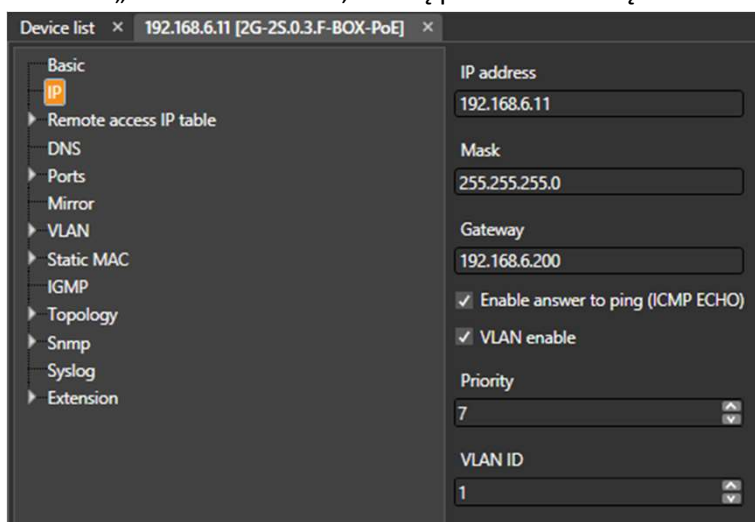 Device list × 192.168.6.11 [2G-2S.0.3.F-BOX-PoE] ×
Basic
IP
Remote access IP table
DNS
Ports
Mirror
VLAN
Static MAC
IGMP
Topology
Snmp
Syslog
Extension
IP address
192.168.6.11
Mask
255.255.255.0
Gateway
192.168.6.200
Enable answer to ping (ICMP ECHO)
VLAN enable
Priority
7
VLAN ID
1